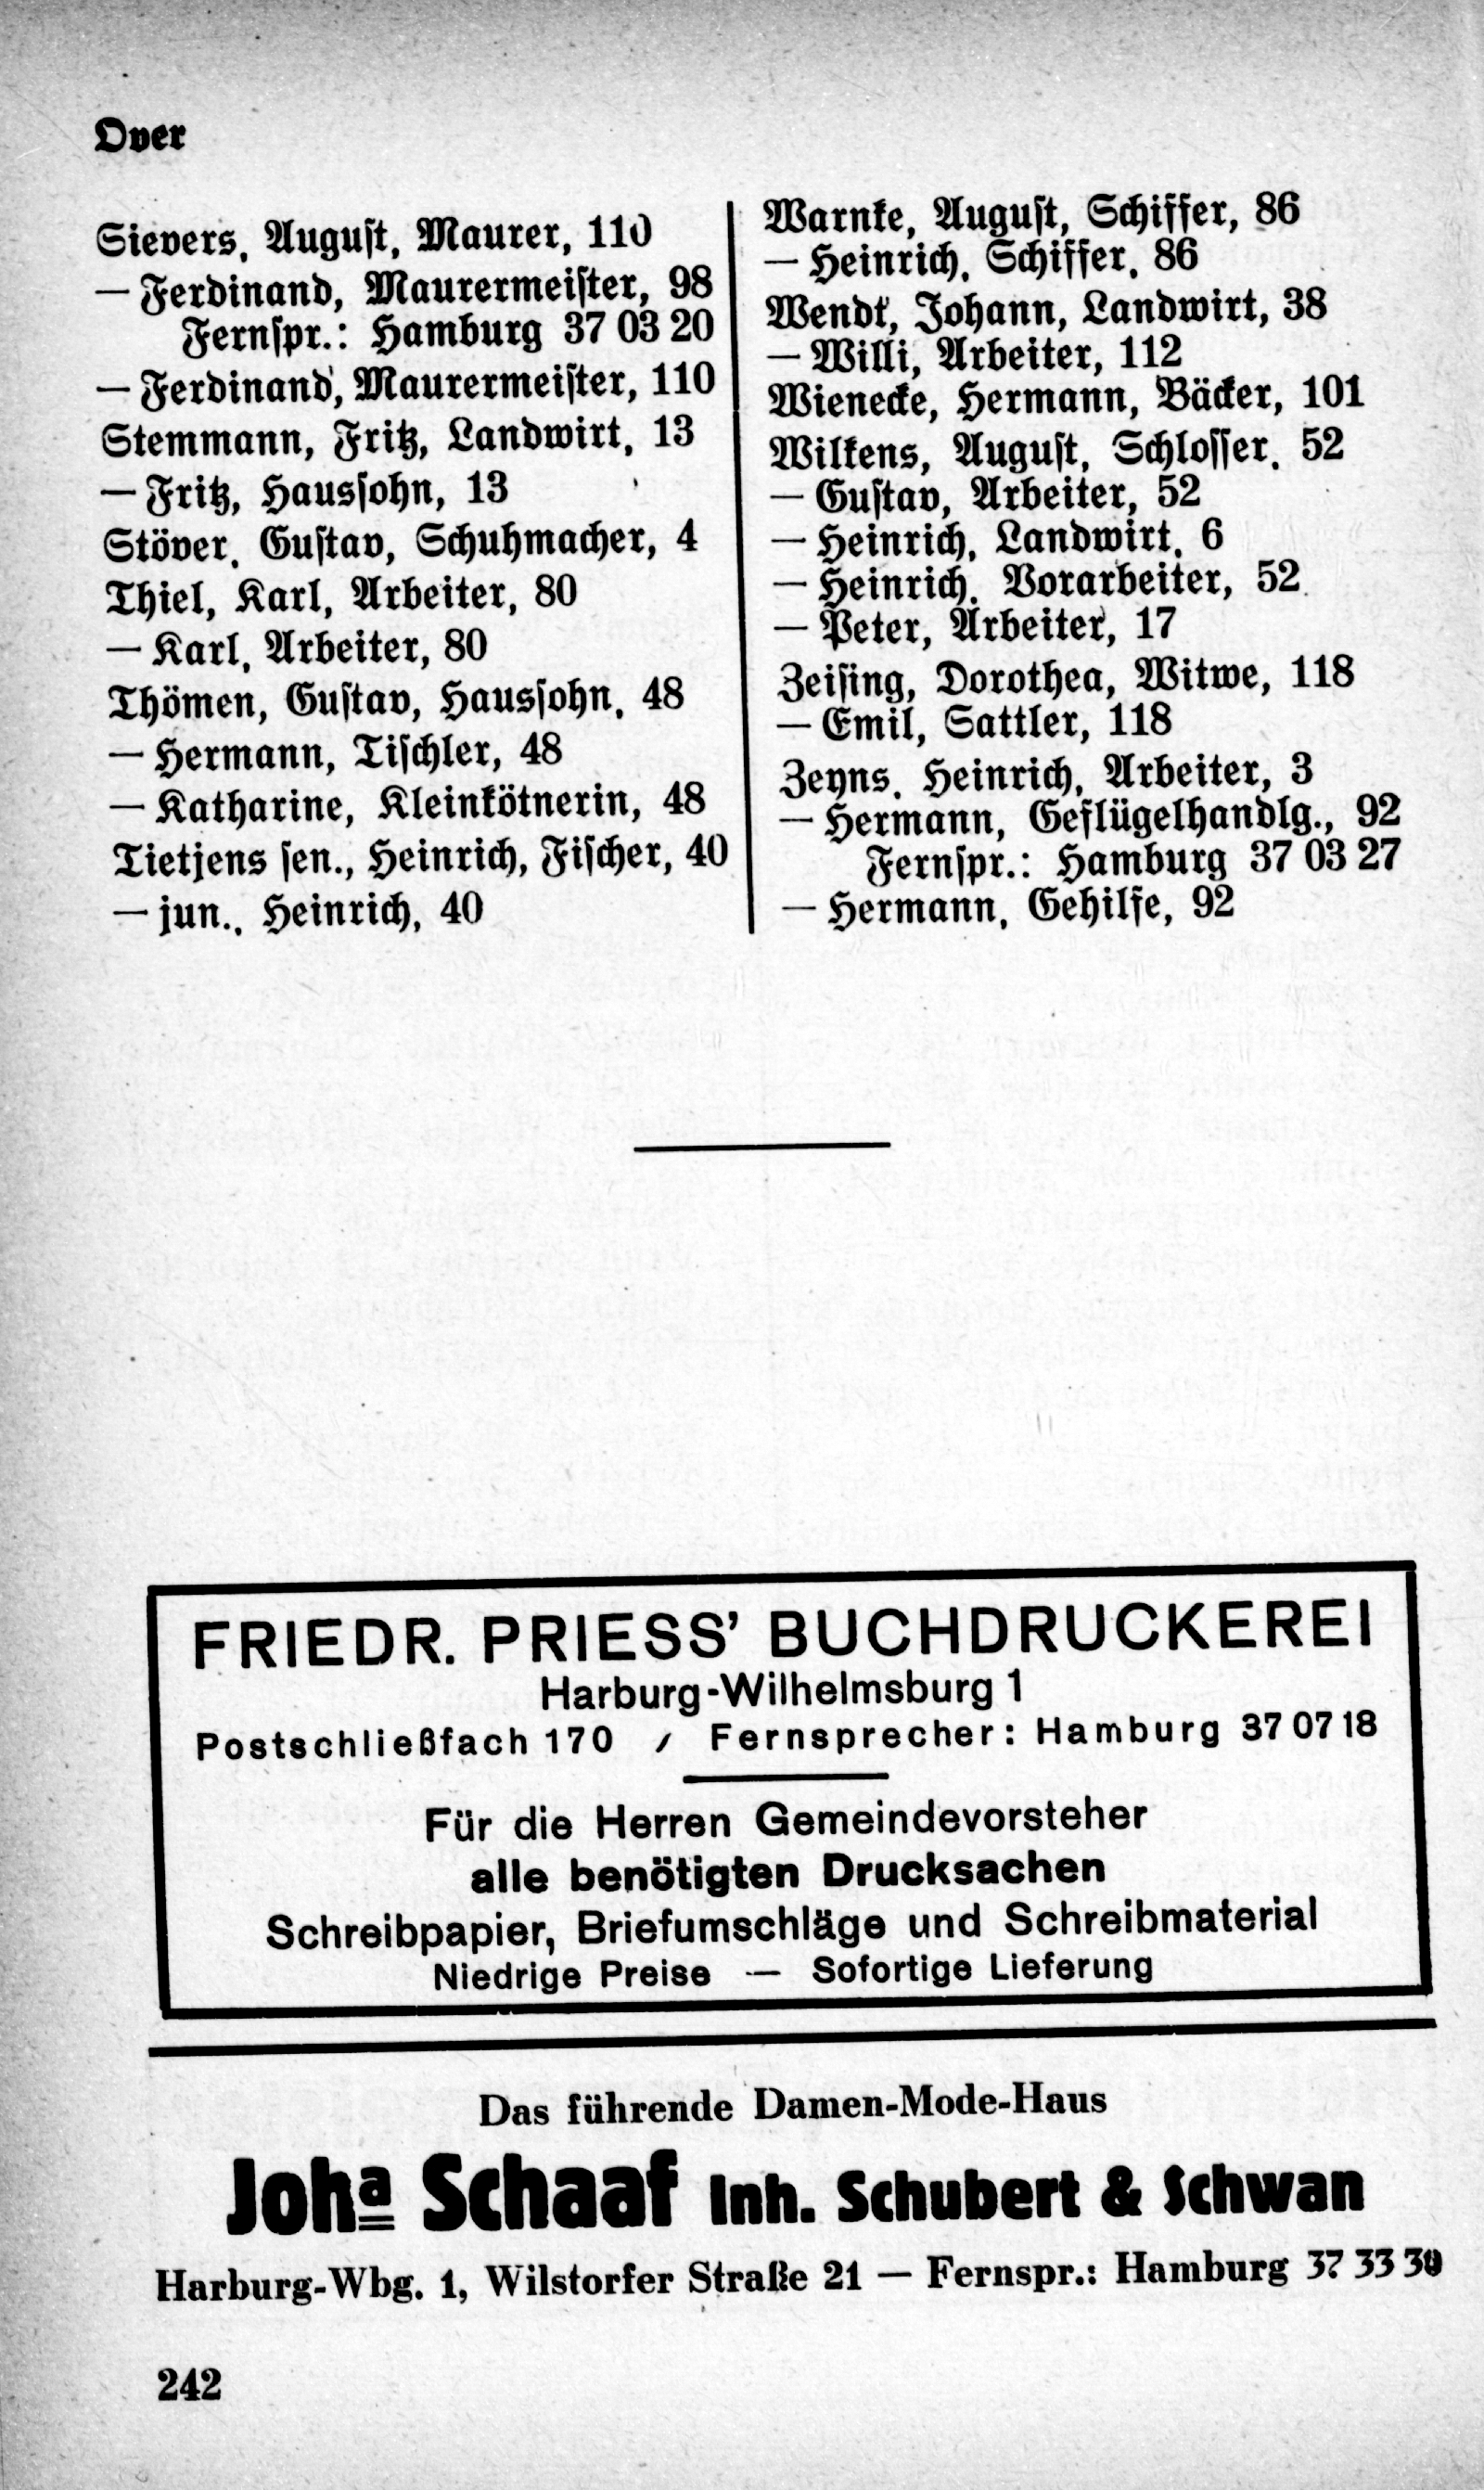 Over
Sievers, August, Maurer, 110
— Ferdinand, Maurermeister, 98
Fernspr.: Hamburg 37 03 20
— Ferdinand, Maurermeister, 110
Stemmann, Fritz, Landwirt, 13
— Fritz, Haussohn, 13
Stöver, Gustav, Schuhmacher, 4
Thiel, Karl, Arbeiter, 80
— Karl, Arbeiter, 80
Thömen, Gustav, Haussohn, 48
— Hermann, Tischler, 48
— Katharine, Kleinkötnerin, 48
Tietjens sen., Heinrich, Fischer, 40
— jun., Heinrich, 40
Warnke, August, Schiffer, 86
— Heinrich, Schiffer, 86
Wendt, Johann, Landwirt, 38
— Willi, Arbeiter, 112
Wienecke, Hermann, Bäcker, 101
Wilkens, August, Schlosser, 52
— Gustav, Arbeiter, 52
— Heinrich, Landwirt, 6
— Heinrich, Vorarbeiter, 52
— Peter, Arbeiter, 17
Zeising, Dorothea, Witwe, 118
— Emil, Sattler, 118
Zeyns, Heinrich, Arbeiter, 3
— Hermann, Geflügelhandlg., 92
Fernspr.: Hamburg 37 03 27
— Hermann, Gehilfe, 92
FRIEDR. PRIESS' BUCHDRUCKEREI
Harburg-Wilhelmsburg 1
Postschließfach 170 / Fernsprecher: Hamburg 37 07 18
Für die Herren Gemeindevorsteher
alle benötigten Drucksachen
Schreibpapier, Briefumschläge und Schreibmaterial
Niedrige Preise — Sofortige Lieferung
Das führende Damen-Mode-Haus
Joha Schaaf Inh. Schubert & Schwan
Harburg-Wbg. 1, Wilstorfer Straße 21 — Fernspr.: Hamburg 37 33 30
242